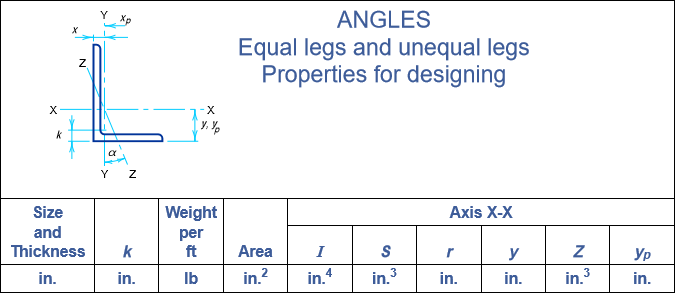 ANGLES
Equal legs and unequal legs
Properties for designing
Y
xp
x
Z
X
X
k
y, yp
α
Y
Z
Size and Thickness
k
Weight per ft
Area
Axis X-X
I
S
r
y
Z
yp
in.
in.
lb
in.2
in.4
in.3
in.
in.
in.3
in.